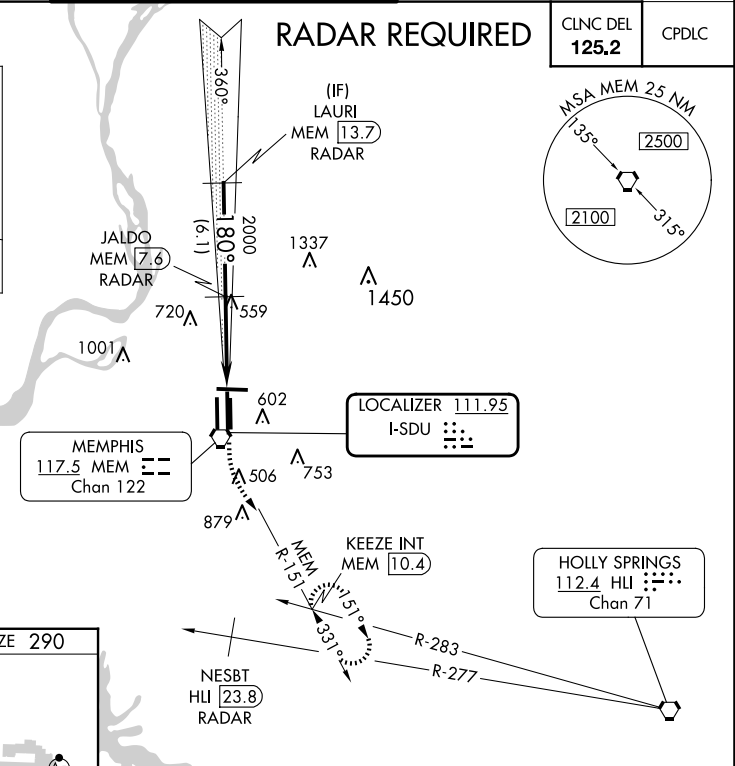 RADAR REQUIRED
CLNC DEL
125.2
CPDLC
MSA MEM 25 NM
135°
2500
2100
315°
360°
(IF)
LAURI
MEM 13.7
RADAR
2000
180°
(6.1)
JALDO
MEM 7.6
RADAR
1337
1450
720
559
1001
602
LOCALIZER 111.95
I-SDU
MEMPHIS
117.5 MEM
Chan 122
506
753
879
MEM
R-151
KEEZE INT
MEM 10.4
151°
331°
HOLLY SPRINGS
112.4 HLI
Chan 71
R-283
R-277
NESBT
HLI 23.8
RADAR
ZE 290